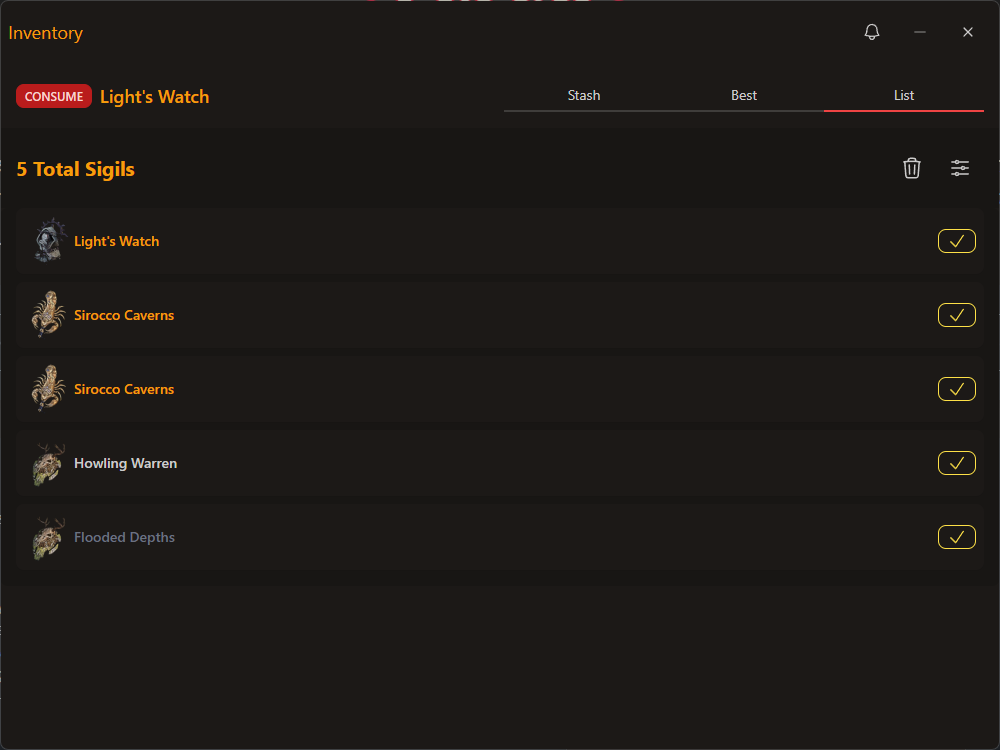 Inventory
CONSUME Light's Watch
Stash Best List
5 Total Sigils
Light's Watch
Sirocco Caverns
Sirocco Caverns
Howling Warren
Flooded Depths